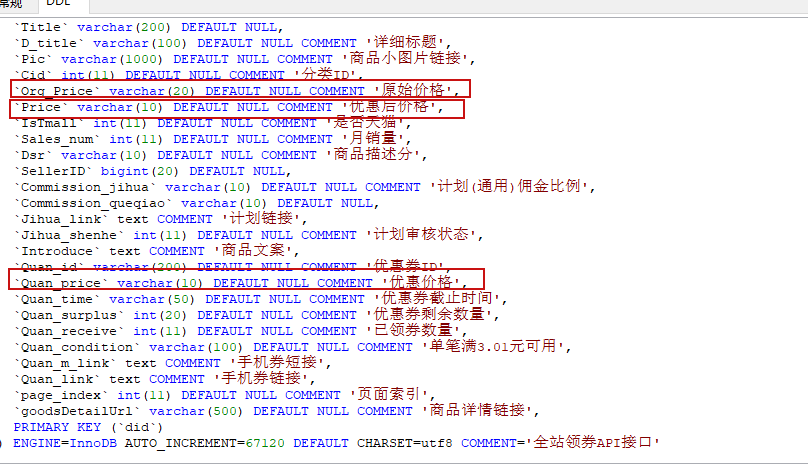 常规 DDL
`Title` varchar(200) DEFAULT NULL,
`D_title` varchar(100) DEFAULT NULL COMMENT '详细标题',
`Pic` varchar(1000) DEFAULT NULL COMMENT '商品小图片链接',
`Cid` int(11) DEFAULT NULL COMMENT '分类ID',
`Org_Price` varchar(20) DEFAULT NULL COMMENT '原始价格',
`Price` varchar(10) DEFAULT NULL COMMENT '优惠后价格',
`IsTmall` int(11) DEFAULT NULL COMMENT '是否天猫',
`Sales_num` int(11) DEFAULT NULL COMMENT '月销量',
`Dsr` varchar(10) DEFAULT NULL COMMENT '商品描述分',
`SellerID` bigint(20) DEFAULT NULL,
`Commission_jihua` varchar(10) DEFAULT NULL COMMENT '计划(通用)佣金比例',
`Commission_queqiao` varchar(10) DEFAULT NULL,
`Jihua_link` text COMMENT '计划链接',
`Jihua_shenhe` int(11) DEFAULT NULL COMMENT '计划审核状态',
`Introduce` text COMMENT '商品文案',
`Quan_id` varchar(200) DEFAULT NULL COMMENT '优惠券ID',
`Quan_price` varchar(10) DEFAULT NULL COMMENT '优惠价格',
`Quan_time` varchar(50) DEFAULT NULL COMMENT '优惠券截止时间',
`Quan_surplus` int(20) DEFAULT NULL COMMENT '优惠券剩余数量',
`Quan_receive` int(11) DEFAULT NULL COMMENT '已领券数量',
`Quan_condition` varchar(100) DEFAULT NULL COMMENT '单笔满3.01元可用',
`Quan_m_link` text COMMENT '手机券短接',
`Quan_link` text COMMENT '手机券链接',
`page_index` int(11) DEFAULT NULL COMMENT '页面索引',
`goodsDetailUrl` varchar(500) DEFAULT NULL COMMENT '商品详情链接',
PRIMARY KEY (`did`)
) ENGINE=InnoDB AUTO_INCREMENT=67120 DEFAULT CHARSET=utf8 COMMENT='全站领券API接口'